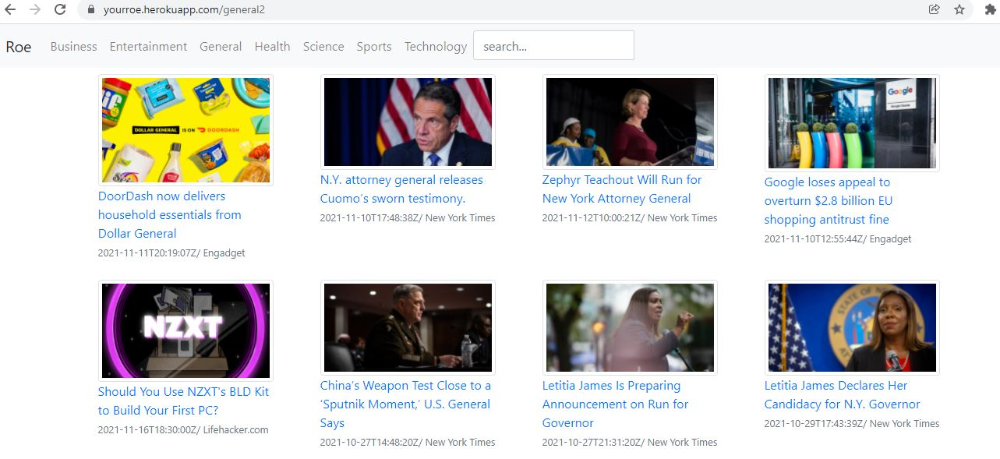 yourroe.herokuapp.com/general2
Roe Business Entertainment General Health Science Sports Technology search...
DOLLAR GENERAL IS ON DOORDASH
Google
DoorDash now delivers
household essentials from
Dollar General
2021-11-11T20:19:07Z/ Engadget
N.Y. attorney general releases
Cuomo’s sworn testimony.
2021-11-10T17:48:38Z/ New York Times
Zephyr Teachout Will Run for
New York Attorney General
2021-11-12T10:00:21Z/ New York Times
Google loses appeal to
overturn $2.8 billion EU
shopping antitrust fine
2021-11-10T12:55:44Z/ Engadget
NZXT
Should You Use NZXT's BLD Kit
to Build Your First PC?
2021-11-16T18:30:00Z/ Lifehacker.com
China’s Weapon Test Close to a
‘Sputnik Moment,’ U.S. General
Says
2021-10-27T14:48:20Z/ New York Times
Letitia James Is Preparing
Announcement on Run for
Governor
2021-10-27T21:31:20Z/ New York Times
Letitia James Declares Her
Candidacy for N.Y. Governor
2021-10-29T17:43:39Z/ New York Times